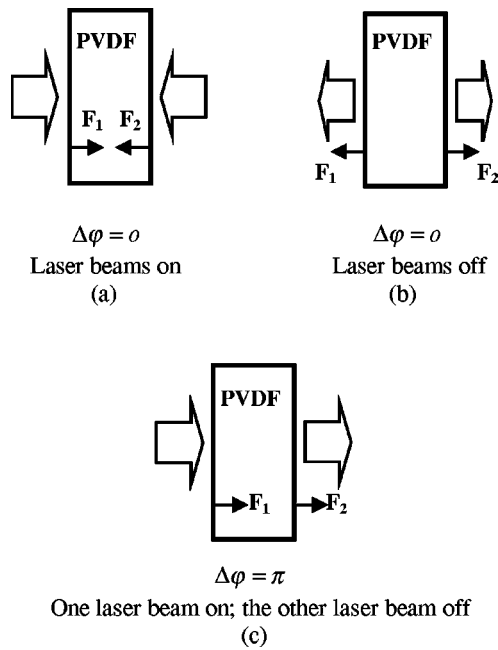 PVDF
F₁ F₂
Δφ = o
Laser beams on
(a)
PVDF
F₁ F₂
Δφ = o
Laser beams off
(b)
PVDF
F₁ F₂
Δφ = π
One laser beam on; the other laser beam off
(c)